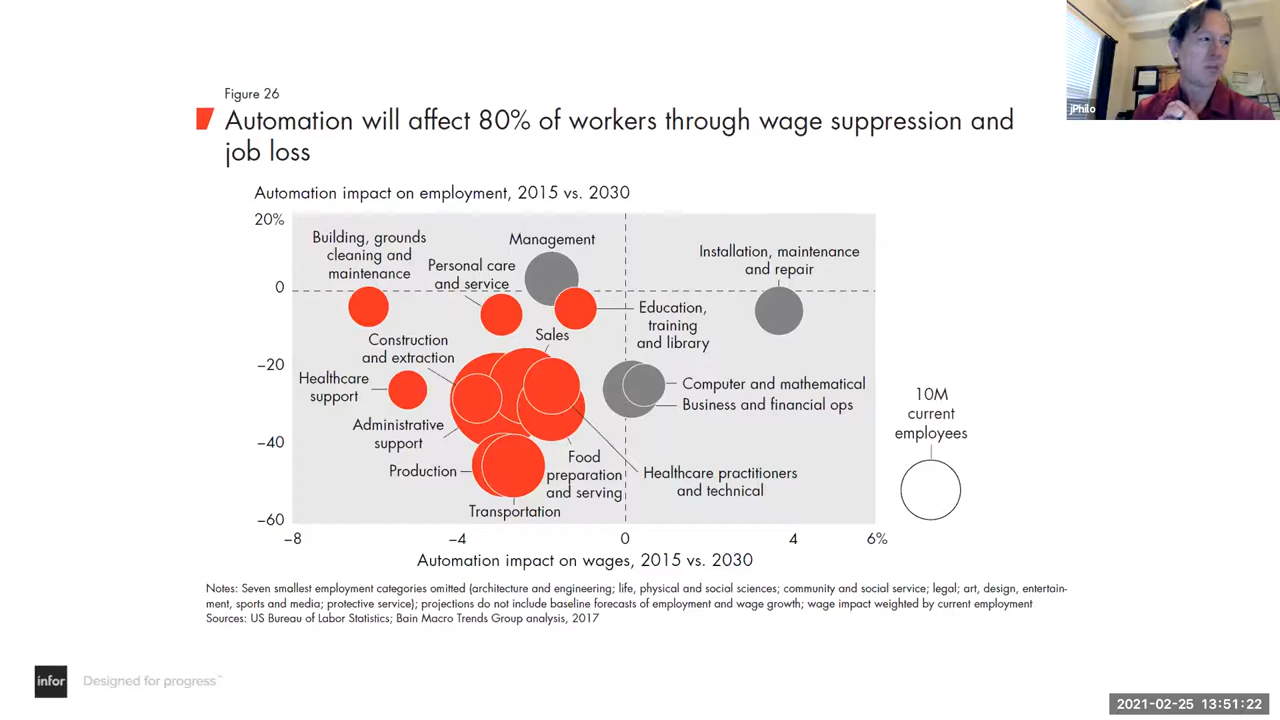 Figure 26
Automation will affect 80% of workers through wage suppression and
job loss
jPhilo
Automation impact on employment, 2015 vs. 2030
20%
0
−20
−40
−60
Building, grounds
cleaning and
maintenance
Personal care
and service
Management
Installation, maintenance
and repair
Education,
training
and library
Sales
Construction
and extraction
Healthcare
support
Computer and mathematical
Business and financial ops
Administrative
support
Production
Food
preparation
and serving
Healthcare practitioners
and technical
Transportation
10M
current
employees
−8
−4
0
4
6%
Automation impact on wages, 2015 vs. 2030
Notes: Seven smallest employment categories omitted (architecture and engineering; life, physical and social sciences; community and social service; legal; art, design, entertain-
ment, sports and media; protective service); projections do not include baseline forecasts of employment and wage growth; wage impact weighted by current employment
Sources: US Bureau of Labor Statistics; Bain Macro Trends Group analysis, 2017
infor
Designed for progress™
2021-02-25 13:51:22